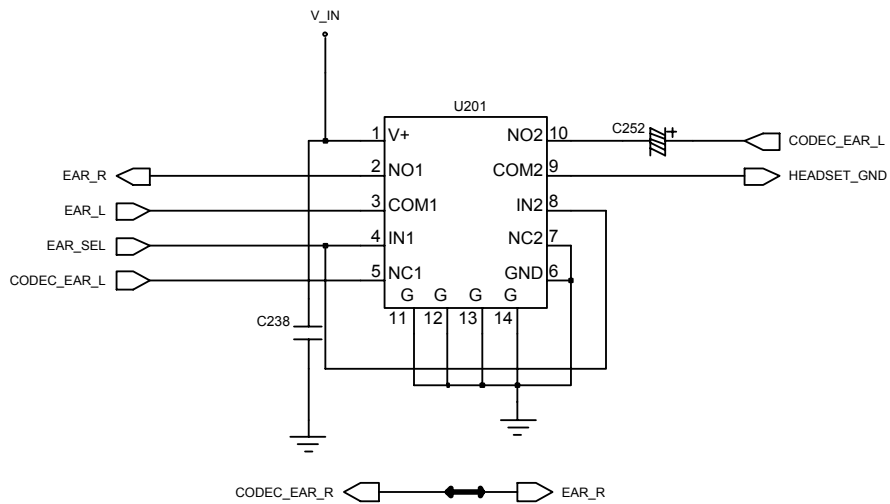 V_IN
U201
1 V+ NO2 10 C252 + CODEC_EAR_L
EAR_R 2 NO1 COM2 9 HEADSET_GND
EAR_L 3 COM1 IN2 8
EAR_SEL 4 IN1 NC2 7
CODEC_EAR_L 5 NC1 GND 6
G G G G
11 12 13 14
C238
CODEC_EAR_R EAR_R